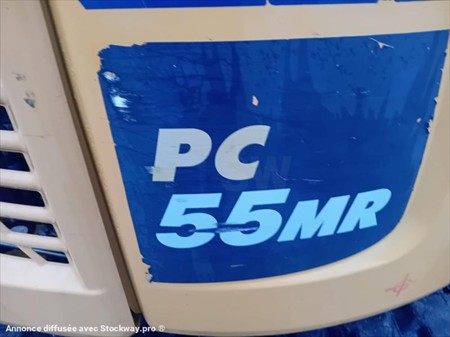 PC
55MR
Annonce diffusée avec Stockway.pro ®